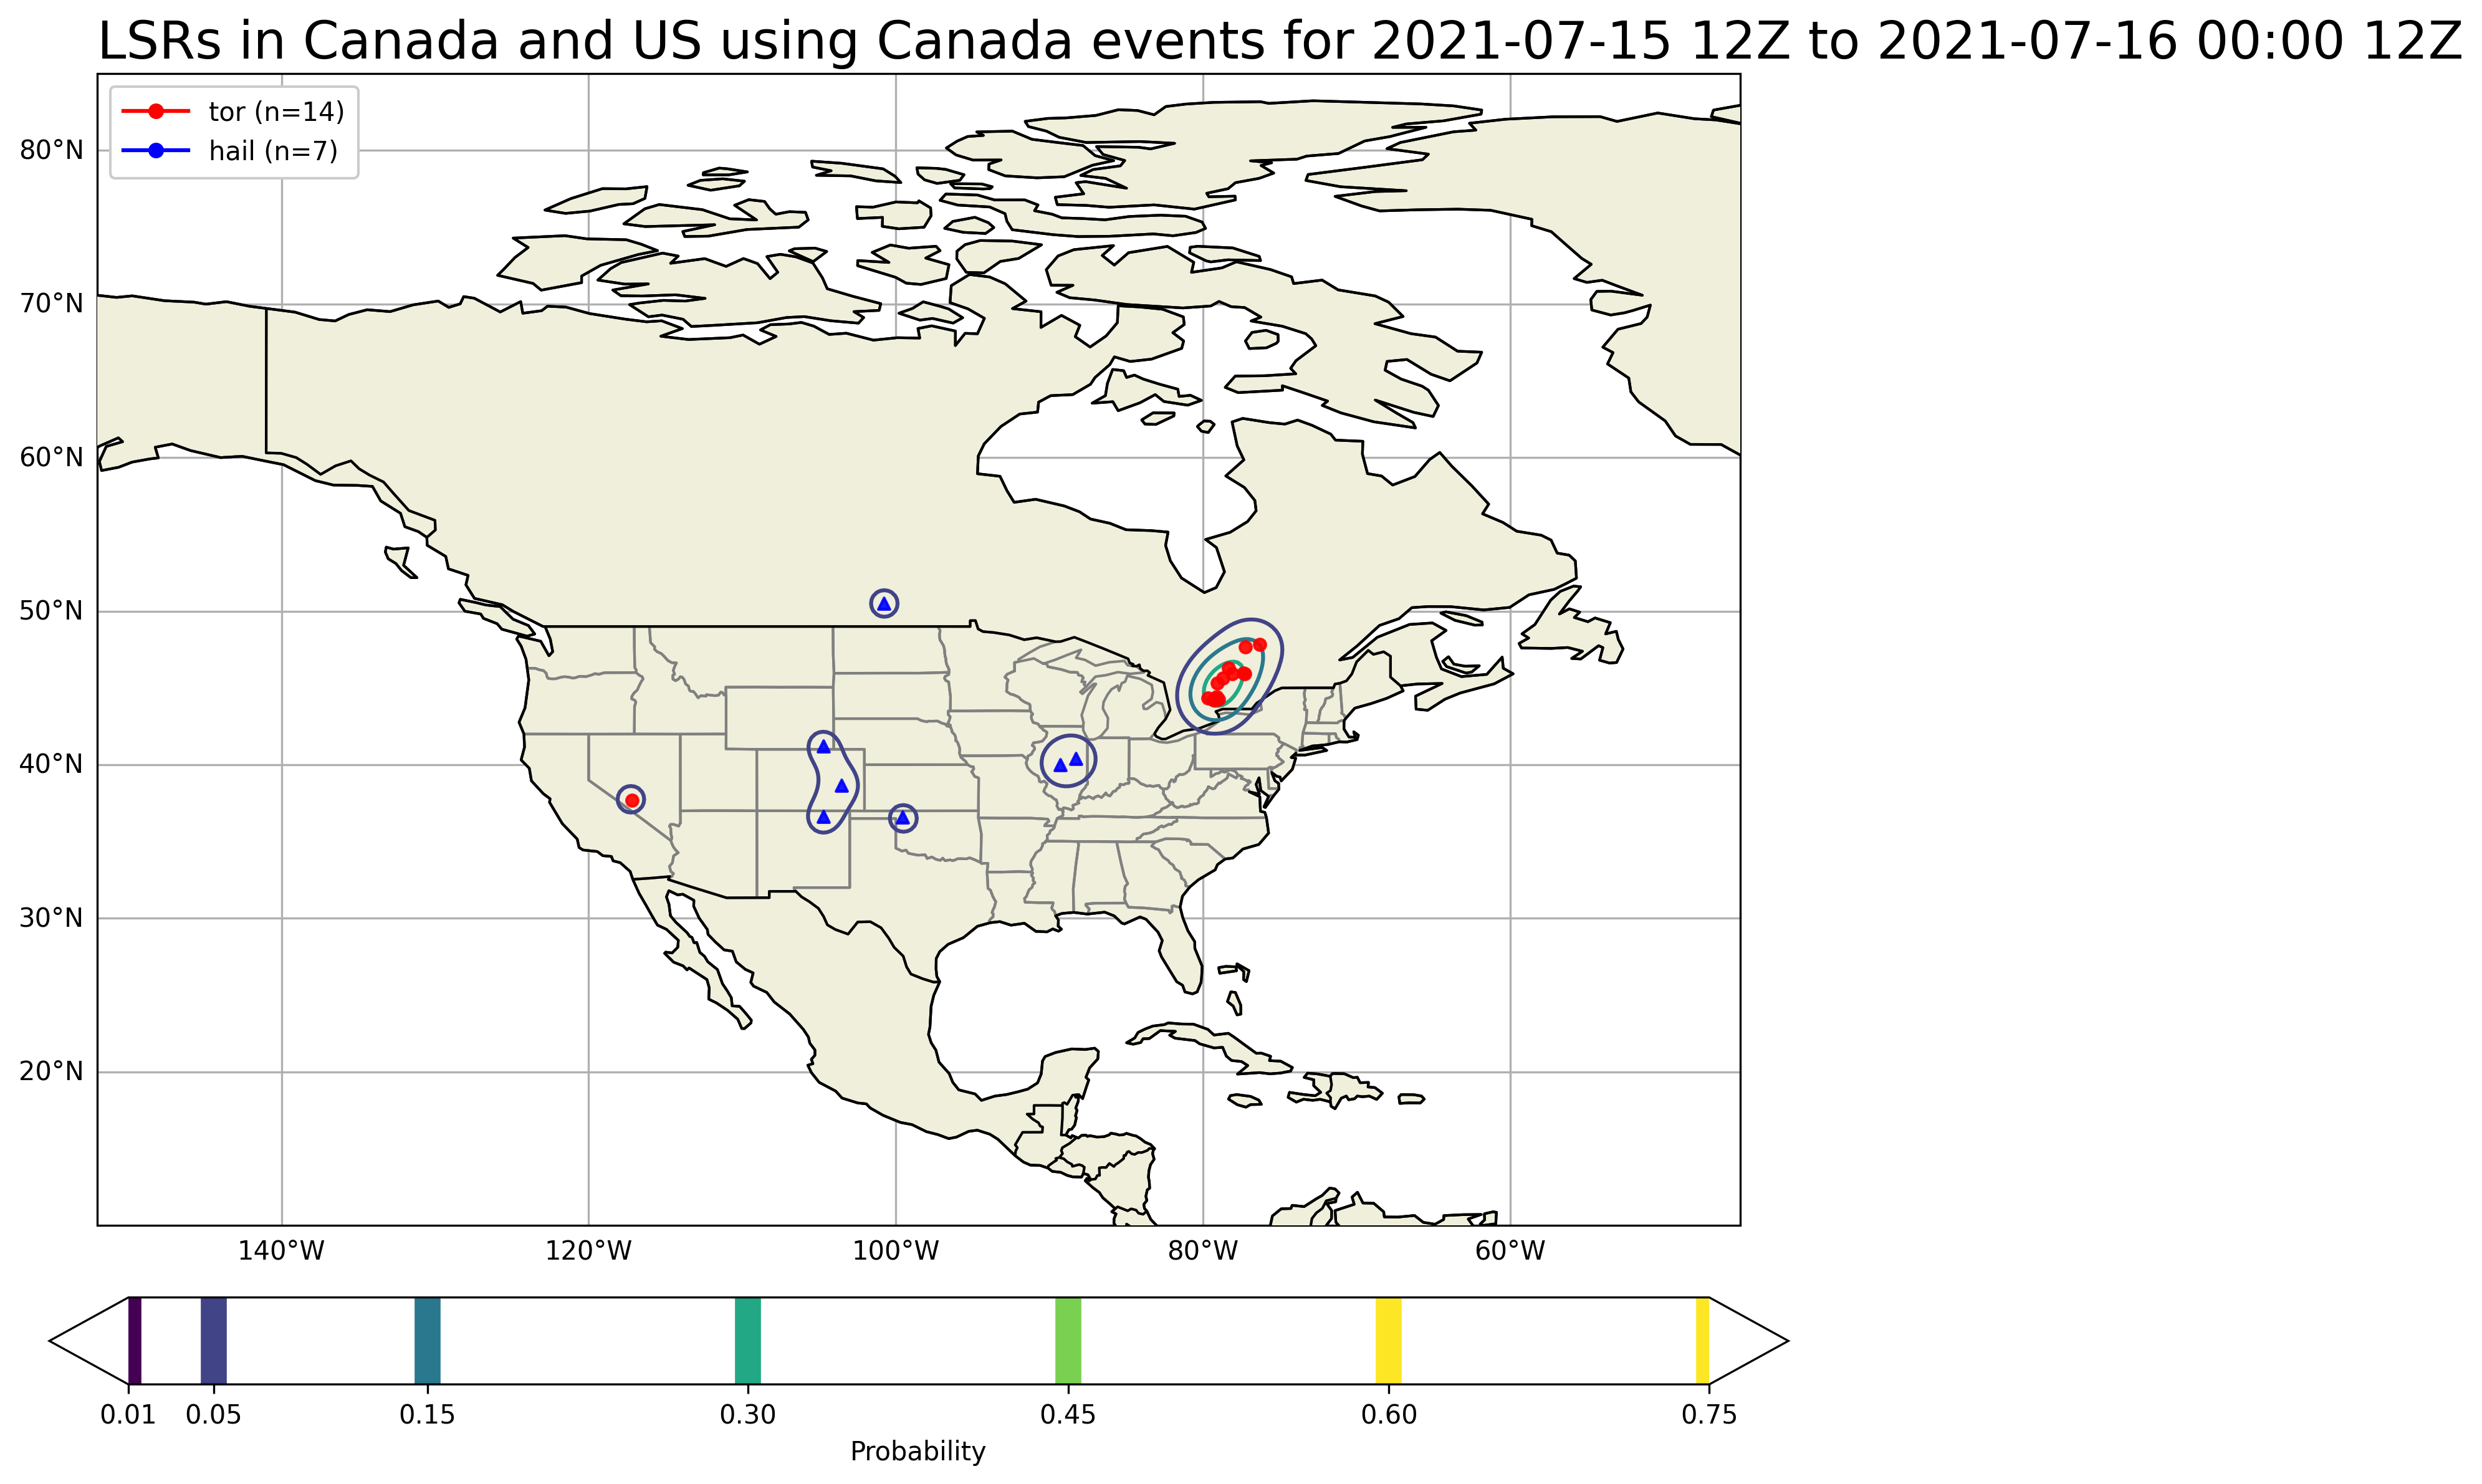 LSRs in Canada and US using Canada events for 2021-07-15 12Z to 2021-07-16 00:00 12Z
tor (n=14)
hail (n=7)
80°N
70°N
60°N
50°N
40°N
30°N
20°N
140°W 120°W 100°W 80°W 60°W
0.01 0.05 0.15 0.30 0.45 0.60 0.75
Probability